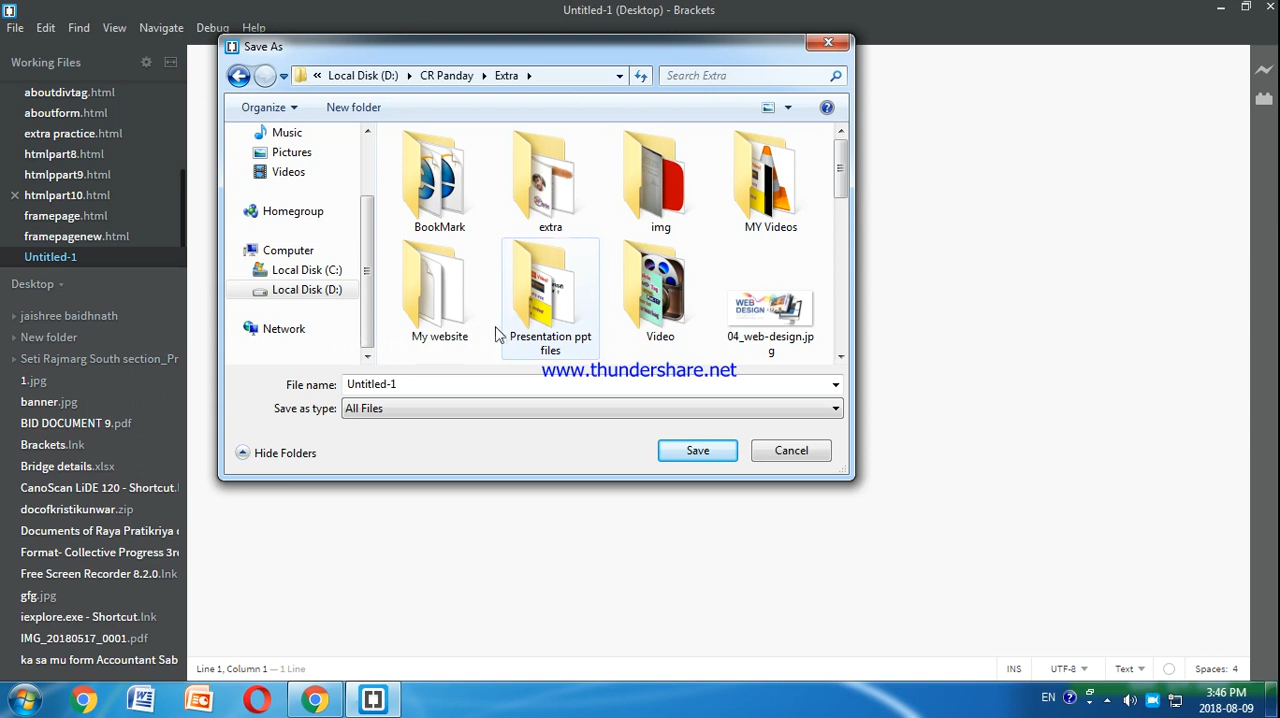 Untitled-1 (Desktop) - Brackets
File Edit Find View Navigate Debug Help
Working Files
aboutdivtag.html
aboutform.html
extra practice.html
htmlpart8.html
htmlppart9.html
htmlpart10.html
framepage.html
framepagenew.html
Untitled-1
Desktop
jaishree baidhnath
New folder
Seti Rajmarg South section_Pr
1.jpg
banner.jpg
BID DOCUMENT 9.pdf
Brackets.lnk
Bridge details.xlsx
CanoScan LiDE 120 - Shortcut.l
docofkristikunwar.zip
Documents of Raya Pratikriya d
Format- Collective Progress 3re
Free Screen Recorder 8.2.0.lnk
gfg.jpg
iexplore.exe - Shortcut.lnk
IMG_20180517_0001.pdf
ka sa mu form Accountant Sab
Save As
« Local Disk (D:) CR Panday Extra
Search Extra
Organize New folder
Music
Pictures
Videos
Homegroup
Computer
Local Disk (C:)
Local Disk (D:)
Network
BookMark extra img MY Videos
My website Presentation ppt files Video 04_web-design.jpg
www.thundershare.net
File name: Untitled-1
Save as type: All Files
Hide Folders Save Cancel
Line 1, Column 1 — 1 Line
INS UTF-8 Text Spaces: 4
EN 3:46 PM
2018-08-09